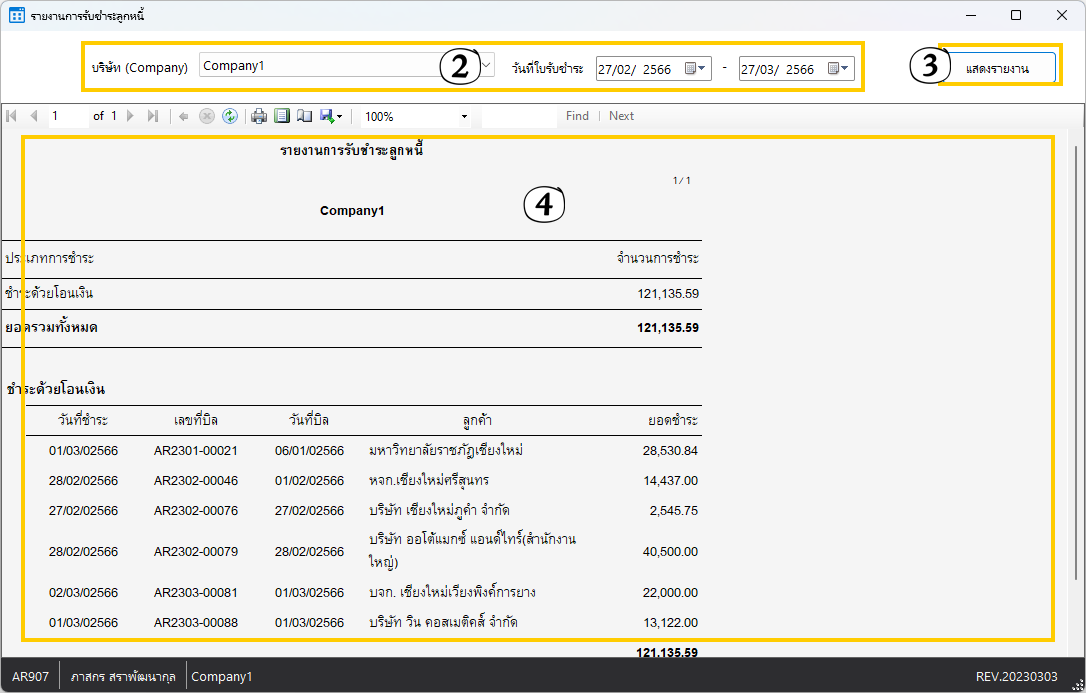 รายงานการรับชำระลูกหนี้
บริษัท (Company) Company1 2 วันที่ใบรับชำระ 27/02/ 2566 - 27/03/ 2566 3 แสดงรายงาน
1 of 1 100% Find | Next
รายงานการรับชำระลูกหนี้
1/ 1
Company1 4
ประเภทการชำระ จำนวนการชำระ
ชำระด้วยโอนเงิน 121,135.59
ยอดรวมทั้งหมด 121,135.59
ชำระด้วยโอนเงิน
วันที่ชำระ เลขที่บิล วันที่บิล ลูกค้า ยอดชำระ
01/03/02566 AR2301-00021 06/01/02566 มหาวิทยาลัยราชภัฎเชียงใหม่ 28,530.84
28/02/02566 AR2302-00046 01/02/02566 หจก.เชียงใหม่ศรีสุนทร 14,437.00
27/02/02566 AR2302-00076 27/02/02566 บริษัท เชียงใหม่ภูคำ จำกัด 2,545.75
28/02/02566 AR2302-00079 28/02/02566 บริษัท ออโต้แมกซ์ แอนด์ไทร์(สำนักงาน
ใหญ่) 40,500.00
02/03/02566 AR2303-00081 01/03/02566 บจก. เชียงใหม่เวียงพิงค์การยาง 22,000.00
01/03/02566 AR2303-00088 01/03/02566 บริษัท วิน คอสเมติคส์ จำกัด 13,122.00
121,135.59
AR907 ภาสกร สราพัฒนากุล Company1 REV.20230303